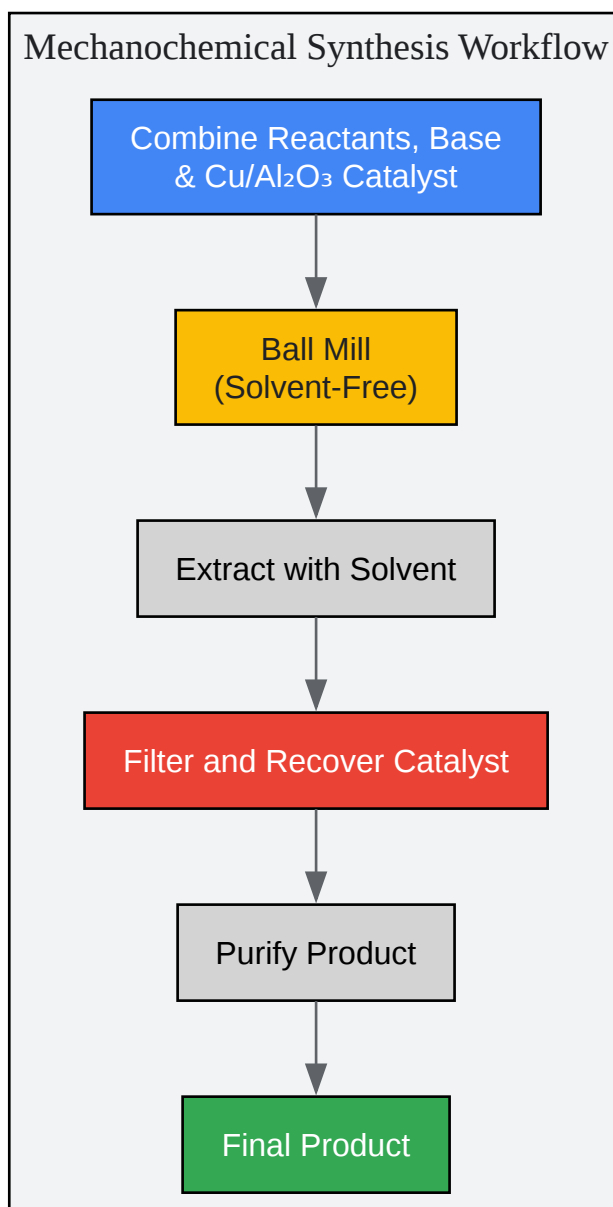 Mechanochemical Synthesis Workflow
Combine Reactants, Base
& Cu/Al₂O₃ Catalyst
Ball Mill
(Solvent-Free)
Extract with Solvent
Filter and Recover Catalyst
Purify Product
Final Product